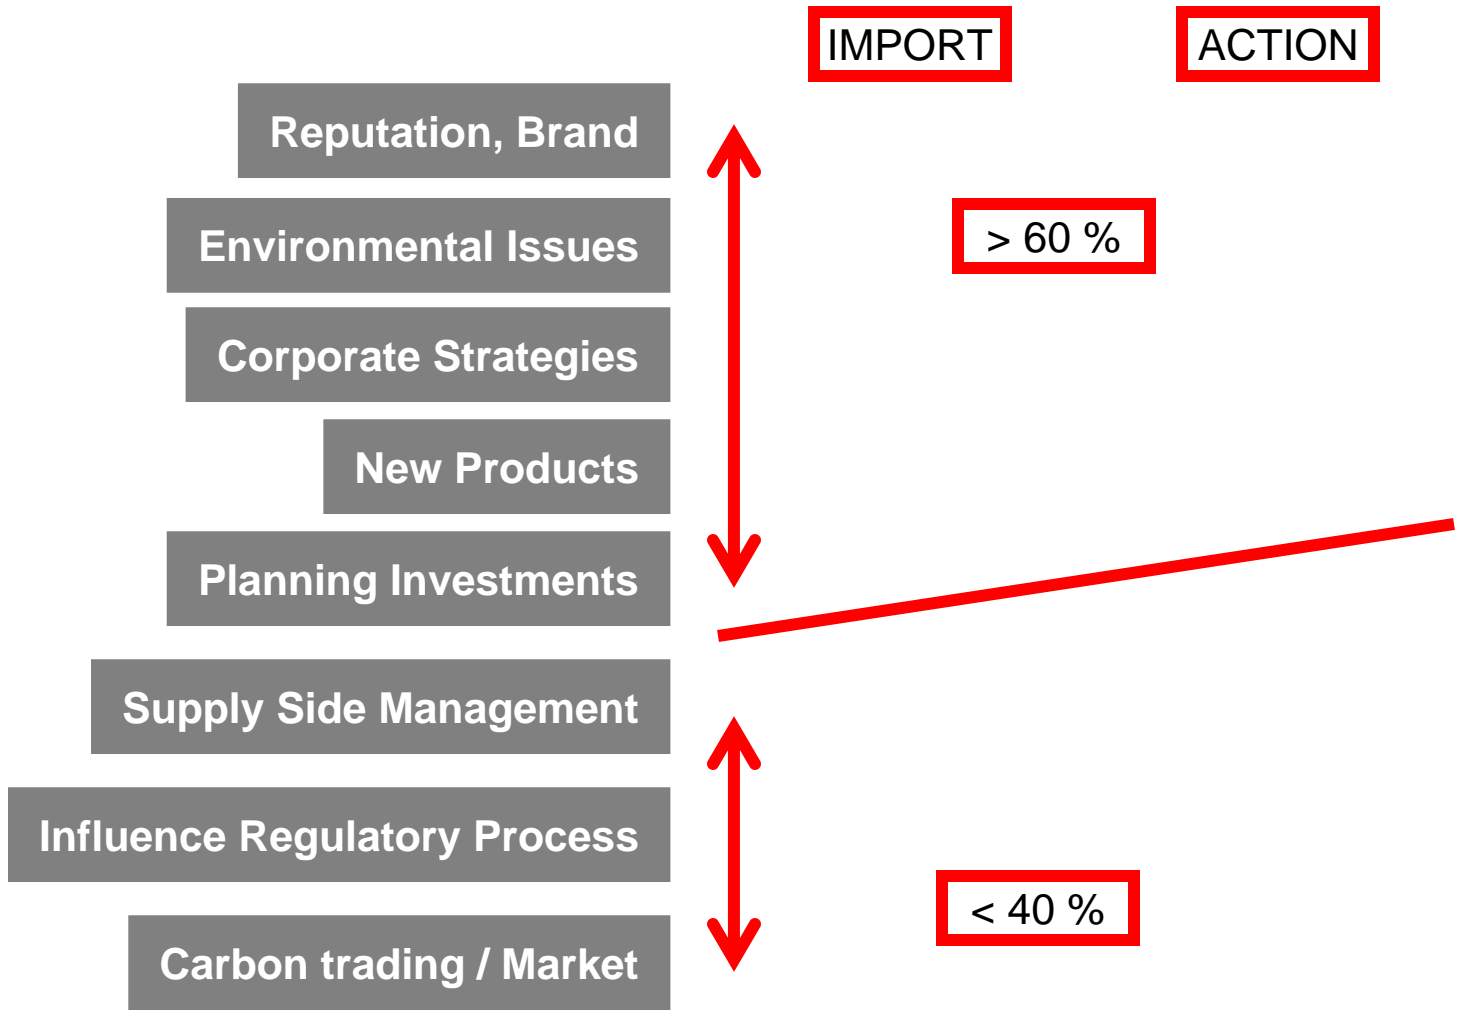 IMPORT
ACTION
Reputation, Brand
Environmental Issues
> 60 %
Corporate Strategies
New Products
Planning Investments
Supply Side Management
Influence Regulatory Process
< 40 %
Carbon trading / Market